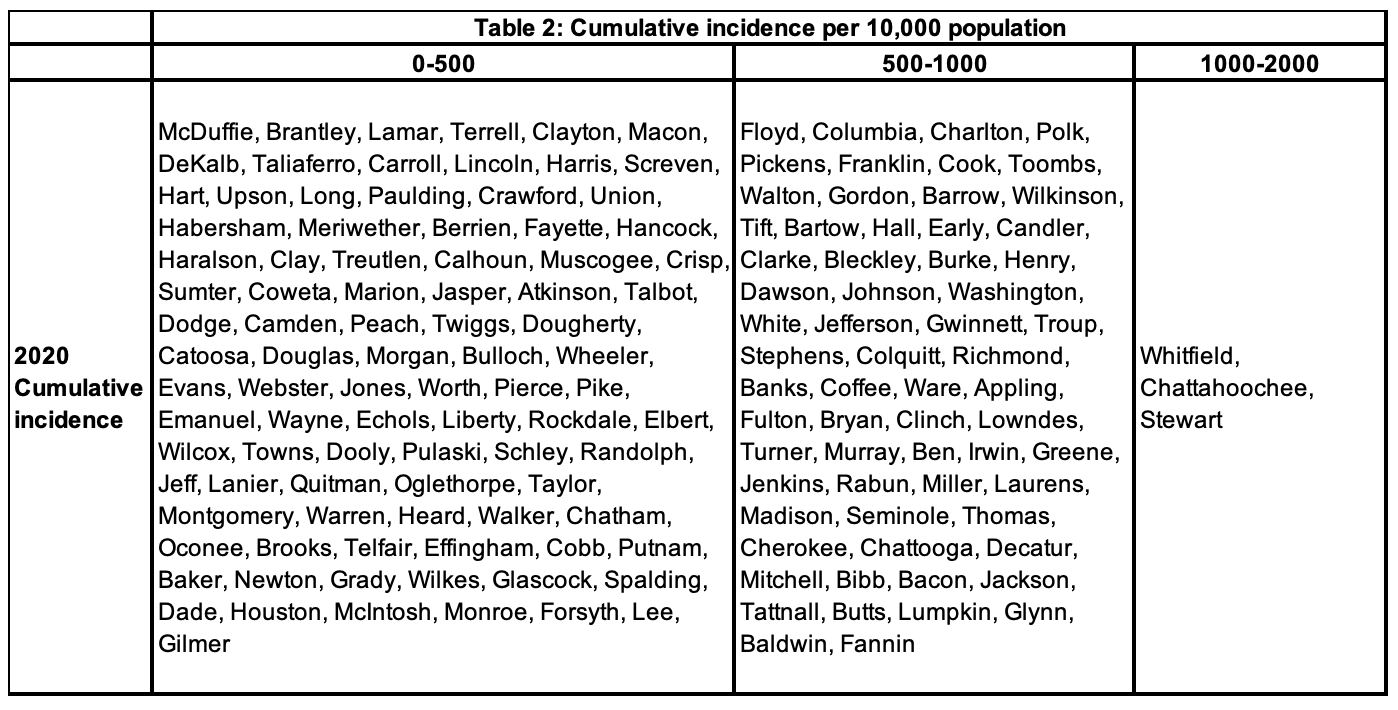 Table 2: Cumulative incidence per 10,000 population
0-500
500-1000
1000-2000
2020
Cumulative
incidence
McDuffie, Brantley, Lamar, Terrell, Clayton, Macon,
DeKalb, Taliaferro, Carroll, Lincoln, Harris, Screven,
Hart, Upson, Long, Paulding, Crawford, Union,
Habersham, Meriwether, Berrien, Fayette, Hancock,
Haralson, Clay, Treutlen, Calhoun, Muscogee, Crisp,
Sumter, Coweta, Marion, Jasper, Atkinson, Talbot,
Dodge, Camden, Peach, Twiggs, Dougherty,
Catoosa, Douglas, Morgan, Bulloch, Wheeler,
Evans, Webster, Jones, Worth, Pierce, Pike,
Emanuel, Wayne, Echols, Liberty, Rockdale, Elbert,
Wilcox, Towns, Dooly, Pulaski, Schley, Randolph,
Jeff, Lanier, Quitman, Oglethorpe, Taylor,
Montgomery, Warren, Heard, Walker, Chatham,
Oconee, Brooks, Telfair, Effingham, Cobb, Putnam,
Baker, Newton, Grady, Wilkes, Glascock, Spalding,
Dade, Houston, McIntosh, Monroe, Forsyth, Lee,
Gilmer
Floyd, Columbia, Charlton, Polk,
Pickens, Franklin, Cook, Toombs,
Walton, Gordon, Barrow, Wilkinson,
Tift, Bartow, Hall, Early, Candler,
Clarke, Bleckley, Burke, Henry,
Dawson, Johnson, Washington,
White, Jefferson, Gwinnett, Troup,
Stephens, Colquitt, Richmond,
Banks, Coffee, Ware, Appling,
Fulton, Bryan, Clinch, Lowndes,
Turner, Murray, Ben, Irwin, Greene,
Jenkins, Rabun, Miller, Laurens,
Madison, Seminole, Thomas,
Cherokee, Chattooga, Decatur,
Mitchell, Bibb, Bacon, Jackson,
Tattnall, Butts, Lumpkin, Glynn,
Baldwin, Fannin
Whitfield,
Chattahoochee,
Stewart